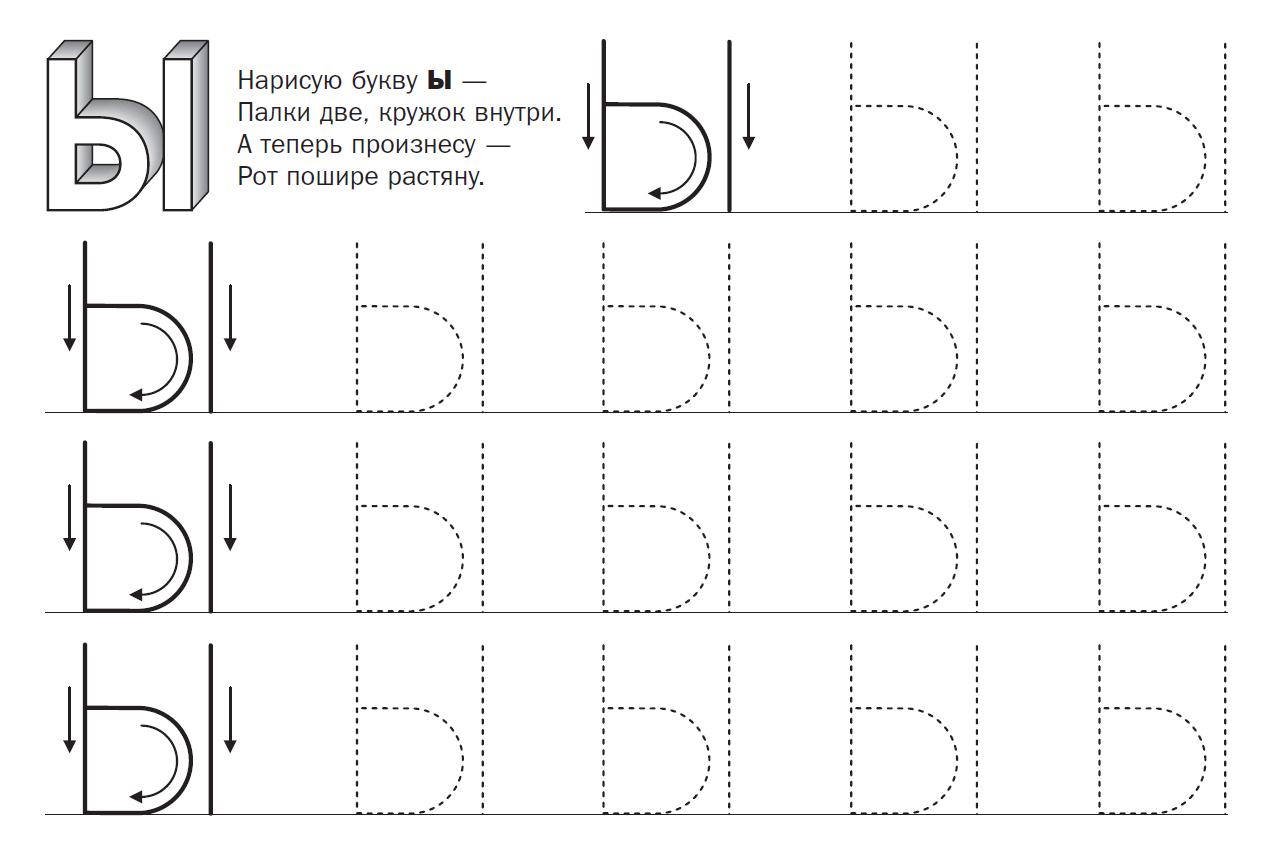 Ы
Нарисую букву Ы —
Палки две, кружок внутри.
А теперь произнесу —
Рот пошире растяну.
Ы Ы Ы
Ы Ы Ы Ы Ы
Ы Ы Ы Ы Ы
Ы Ы Ы Ы Ы